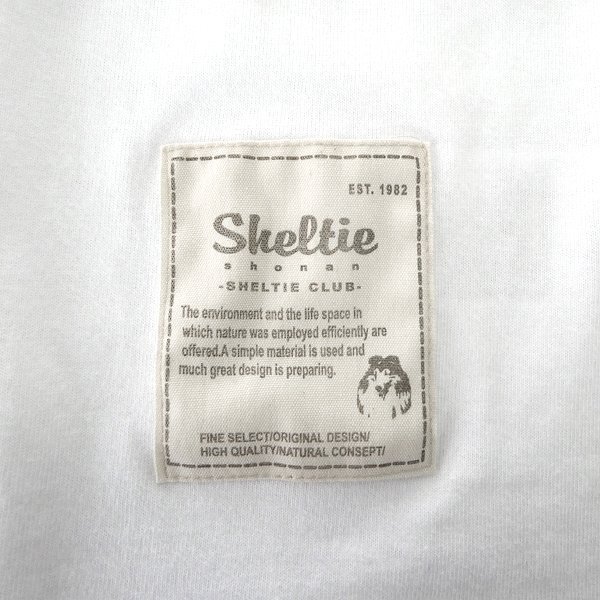 EST. 1982
Sheltie
shonan
-SHELTIE CLUB-
The environment and the life space in
which nature was employed efficiently are
offered.A simple material is used and
much great design is preparing.
FINE SELECT/ORIGINAL DESIGN/
HIGH QUALITY/NATURAL CONSEPT/